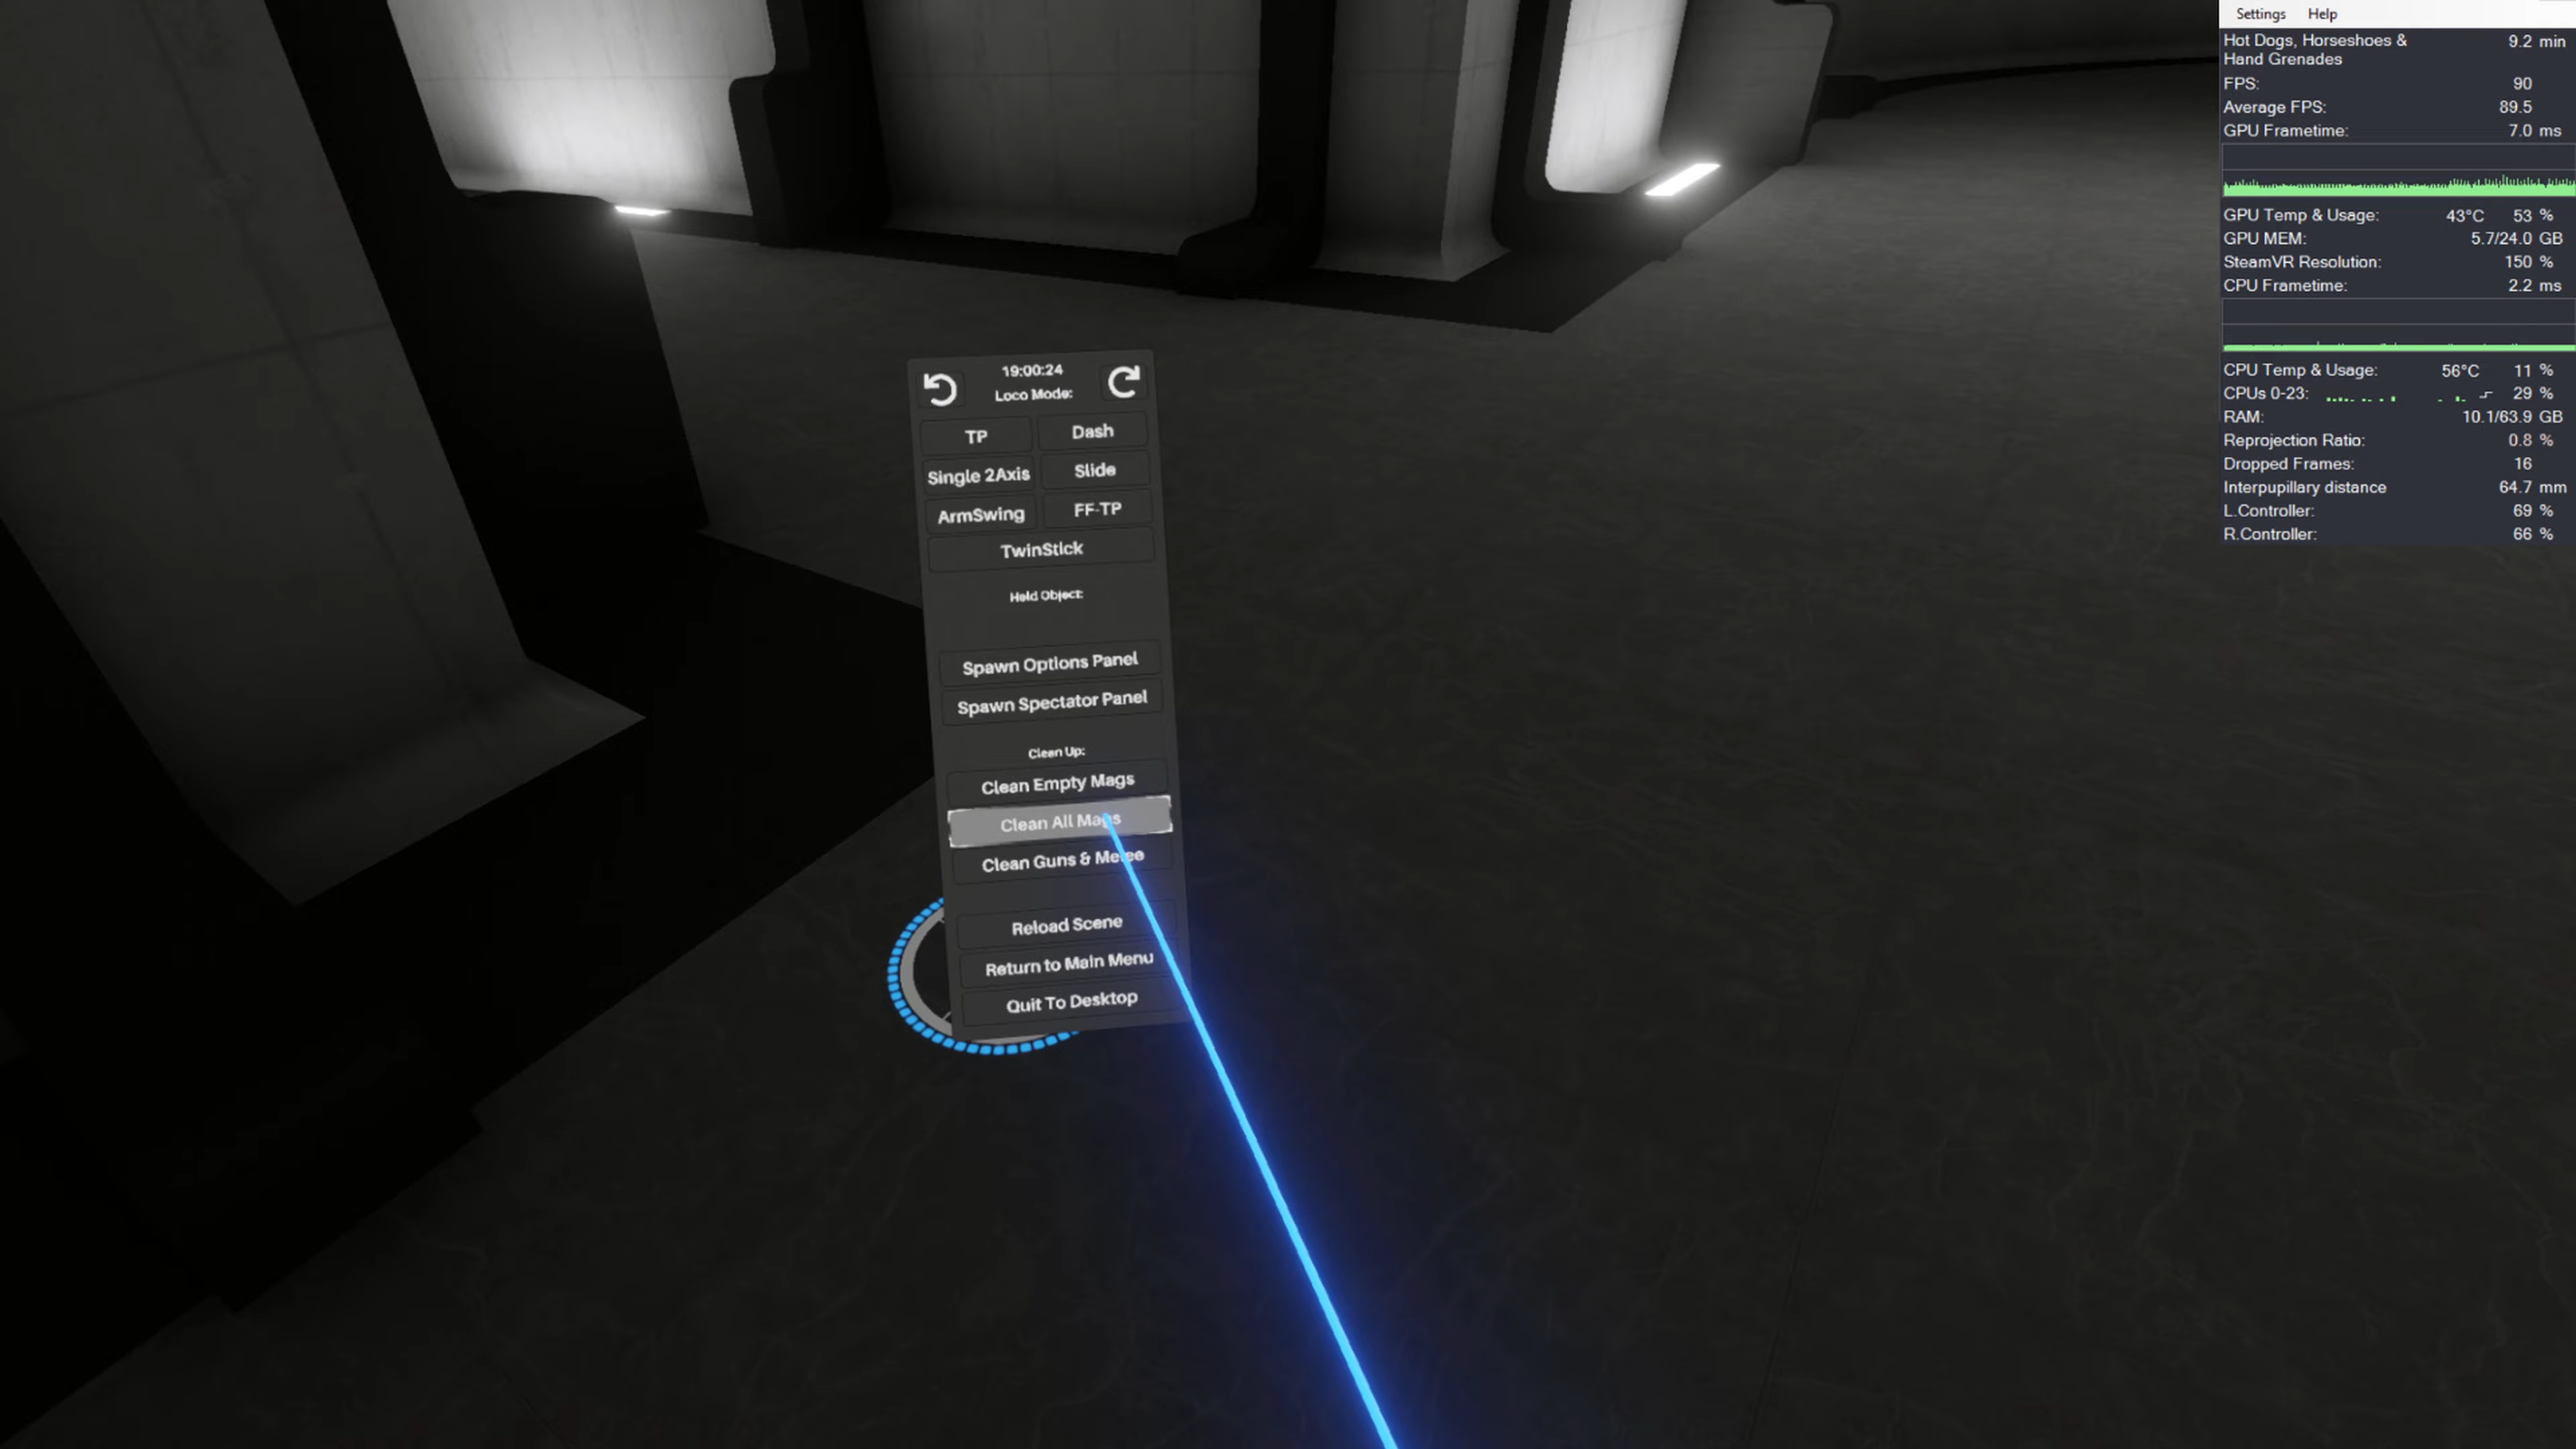 Settings Help
Hot Dogs, Horseshoes & 9.2 min
Hand Grenades
FPS: 90
Average FPS: 89.5
GPU Frametime: 7.0 ms
GPU Temp & Usage: 43°C 53 %
GPU MEM: 5.7/24.0 GB
SteamVR Resolution: 150 %
CPU Frametime: 2.2 ms
CPU Temp & Usage: 56°C 11 %
CPUs 0-23: 29 %
RAM: 10.1/63.9 GB
Reprojection Ratio: 0.8 %
Dropped Frames: 16
Interpupillary distance 64.7 mm
L.Controller: 69 %
R.Controller: 66 %
19:00:24
Loco Mode:
TP Dash
Single 2Axis Slide
ArmSwing FF-TP
TwinStick
Held Object:
Spawn Options Panel
Spawn Spectator Panel
Clean Up:
Clean Empty Mags
Clean All Mags
Clean Guns & Melee
Reload Scene
Return to Main Menu
Quit To Desktop